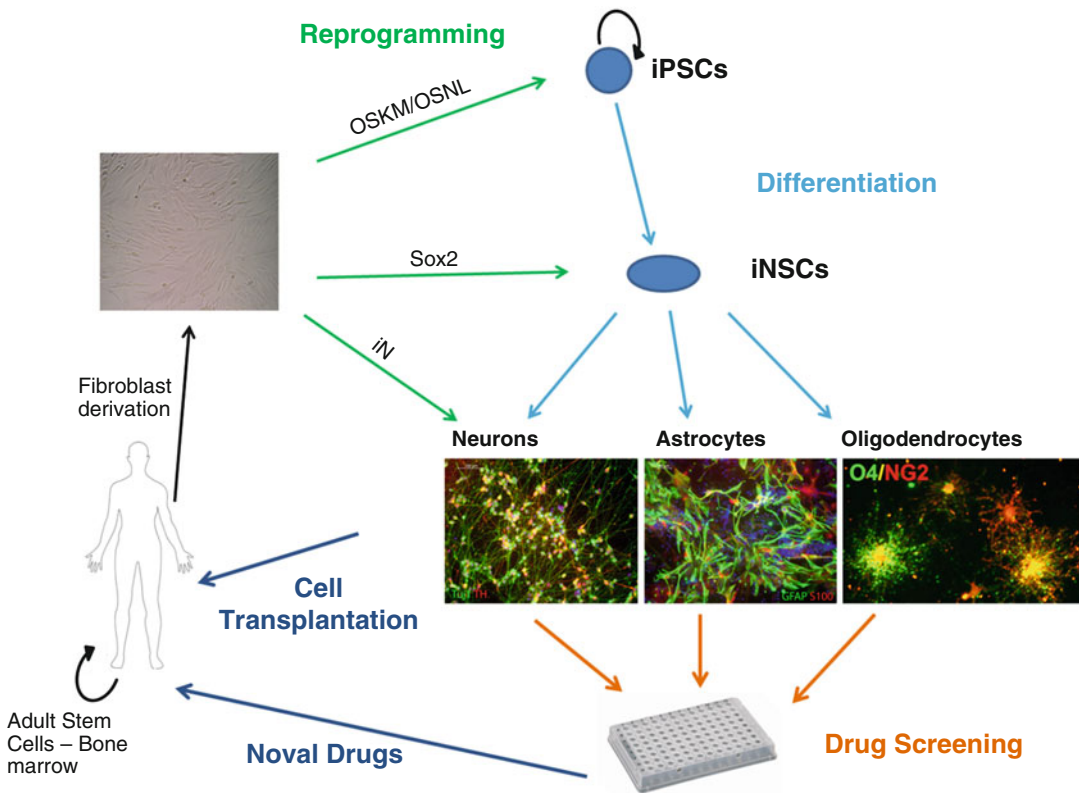 Reprogramming
iPSCs
OSKM/OSNL
Differentiation
Sox2
iNSCs
iN
Fibroblast
derivation
Neurons
Astrocytes
Oligodendrocytes
O4/NG2
TH
GFAP S100
Cell
Transplantation
Adult Stem
Cells – Bone
marrow
Noval Drugs
Drug Screening